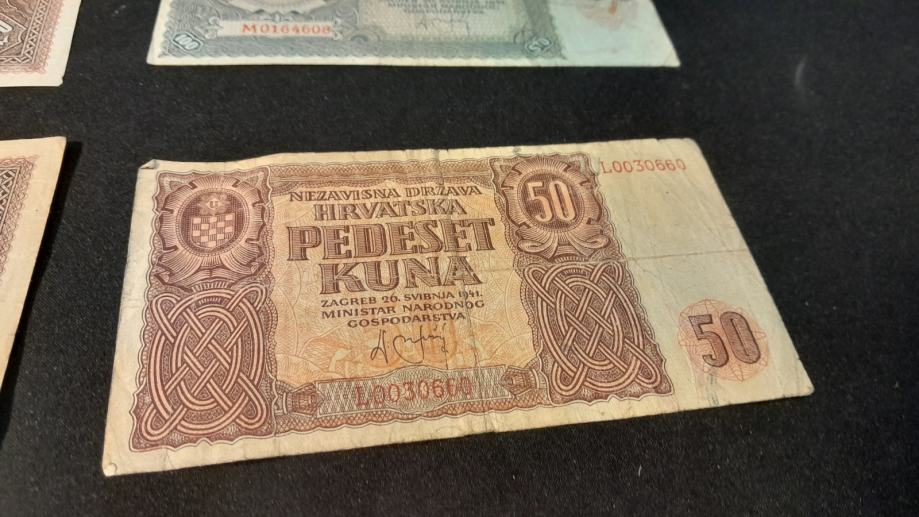 M0164608
L0030660
50
NEZAVISNA DRŽAVA
HRVATSKA
PEDESET
KUNA
ZAGREB 26. SVIBNJA 1941.
MINISTAR NARODNOG
GOSPODARSTVA
50
L0030660